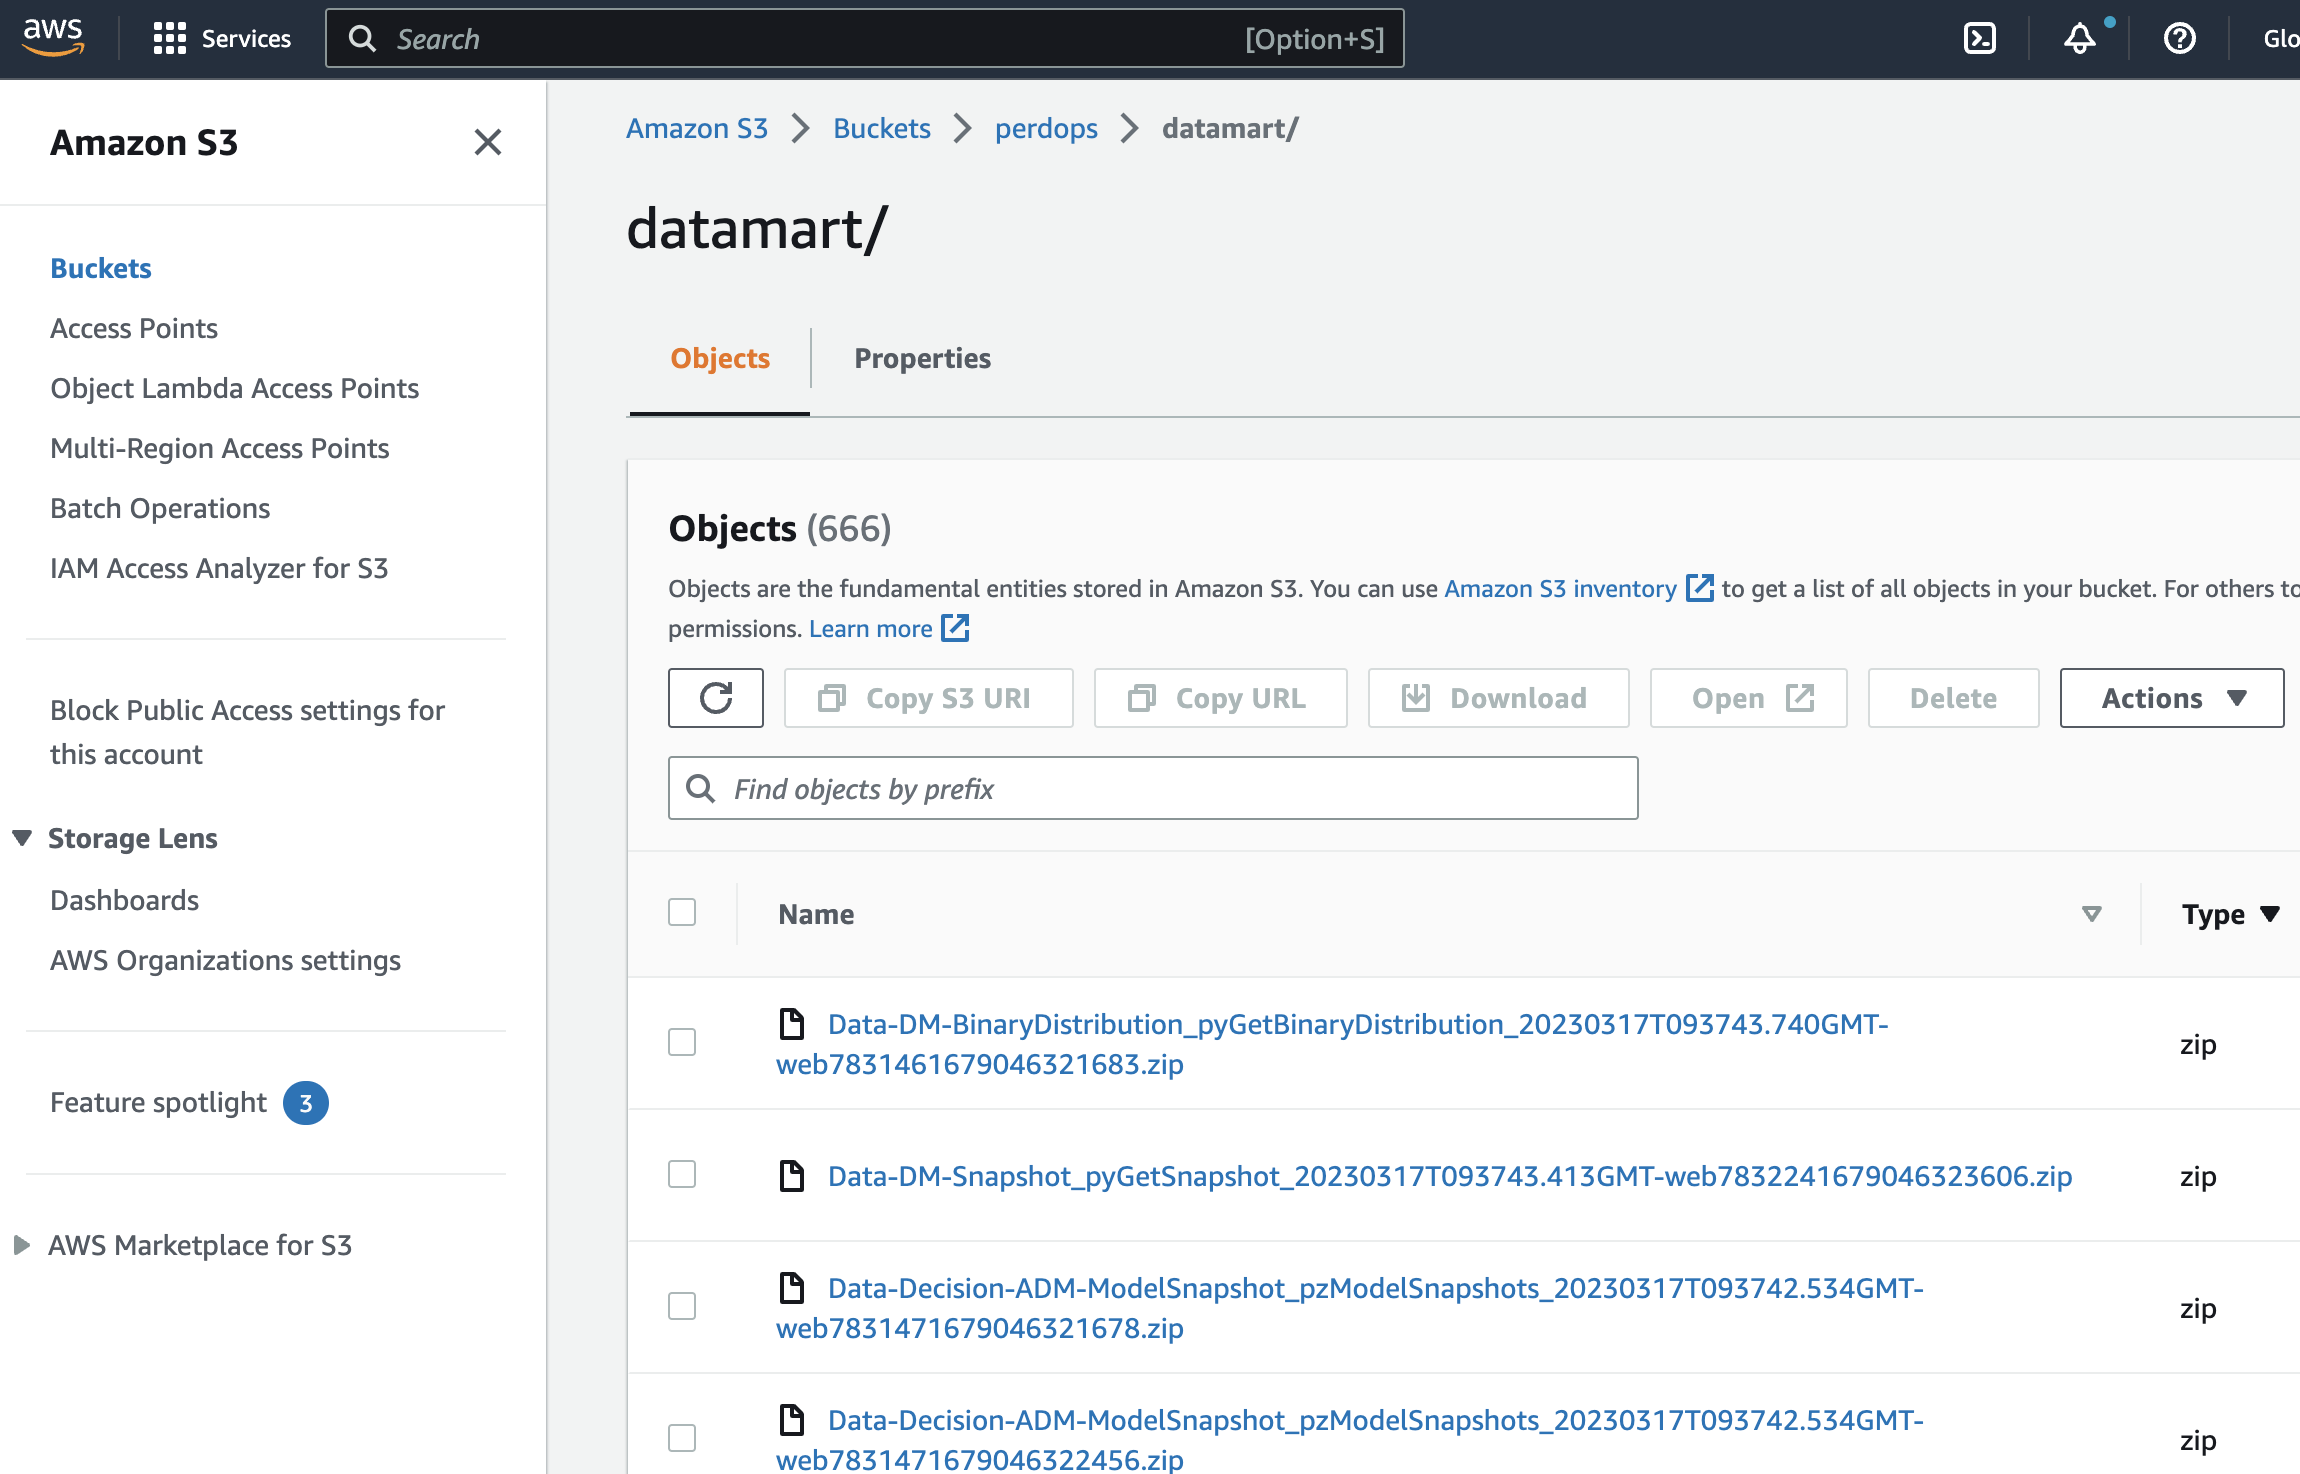 aws
Services
Search
[Option+S]
Glo
Amazon S3
Buckets
Access Points
Object Lambda Access Points
Multi-Region Access Points
Batch Operations
IAM Access Analyzer for S3
Block Public Access settings for
this account
Storage Lens
Dashboards
AWS Organizations settings
Feature spotlight 3
AWS Marketplace for S3
Amazon S3 > Buckets > perdops > datamart/
datamart/
Objects
Properties
Objects (666)
Objects are the fundamental entities stored in Amazon S3. You can use Amazon S3 inventory to get a list of all objects in your bucket. For others to
permissions. Learn more
Copy S3 URI
Copy URL
Download
Open
Delete
Actions
Find objects by prefix
Name
Type
Data-DM-BinaryDistribution_pyGetBinaryDistribution_20230317T093743.740GMT-
web7831461679046321683.zip
zip
Data-DM-Snapshot_pyGetSnapshot_20230317T093743.413GMT-web7832241679046323606.zip
zip
Data-Decision-ADM-ModelSnapshot_pzModelSnapshots_20230317T093742.534GMT-
web7831471679046321678.zip
zip
Data-Decision-ADM-ModelSnapshot_pzModelSnapshots_20230317T093742.534GMT-
web7831471679046322456.zip
zip